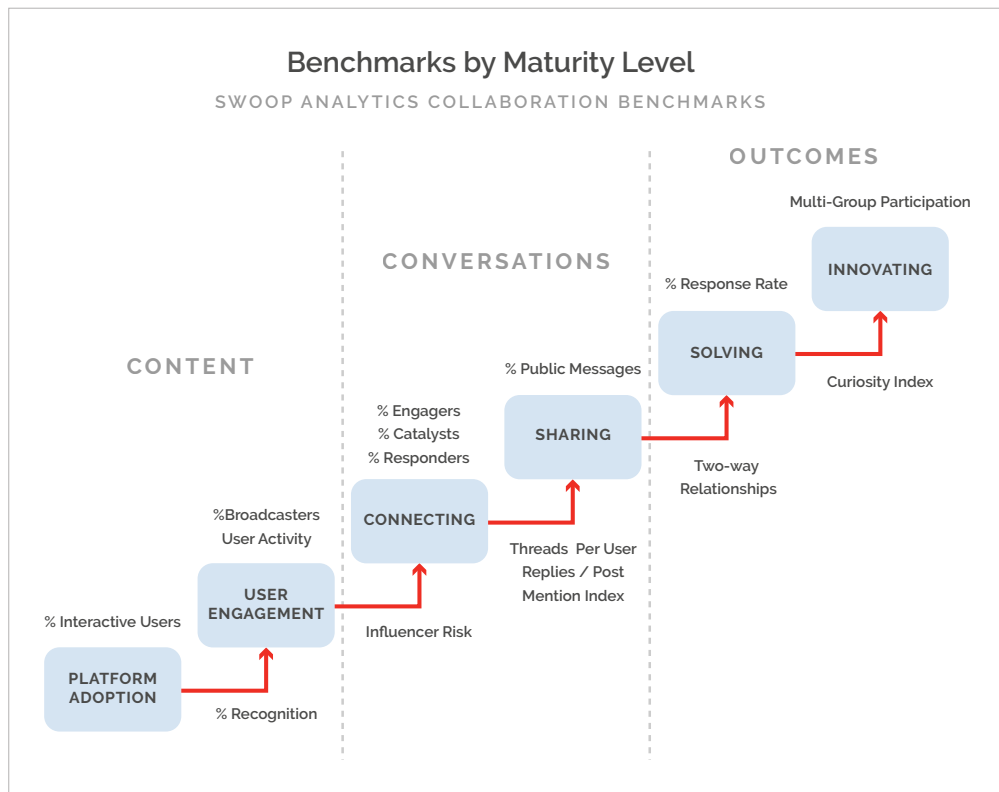 Benchmarks by Maturity Level
SWOOP ANALYTICS COLLABORATION BENCHMARKS
OUTCOMES
Multi-Group Participation
INNOVATING
CONVERSATIONS
% Response Rate
SOLVING
Curiosity Index
CONTENT
% Public Messages
SHARING
Two-way
Relationships
% Engagers
% Catalysts
% Responders
CONNECTING
Threads Per User
Replies / Post
Mention Index
%Broadcasters
User Activity
USER
ENGAGEMENT
Influencer Risk
% Interactive Users
PLATFORM
ADOPTION
% Recognition